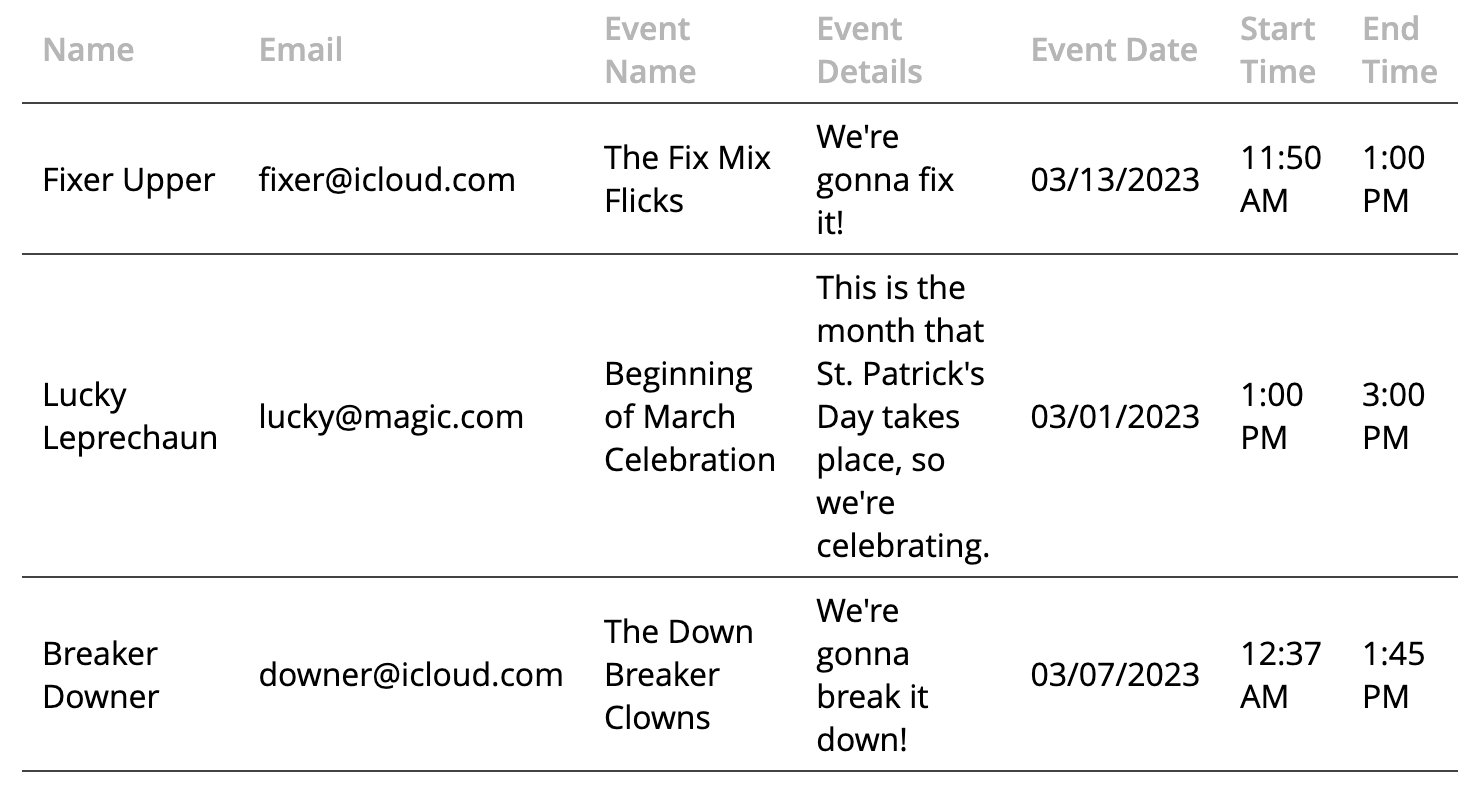 Name Email Event Name Event Details Event Date Start Time End Time
Fixer Upper fixer@icloud.com The Fix Mix Flicks We're gonna fix it! 03/13/2023 11:50 AM 1:00 PM
Lucky Leprechaun lucky@magic.com Beginning of March Celebration This is the month that St. Patrick's Day takes place, so we're celebrating. 03/01/2023 1:00 PM 3:00 PM
Breaker Downer downer@icloud.com The Down Breaker Clowns We're gonna break it down! 03/07/2023 12:37 AM 1:45 PM